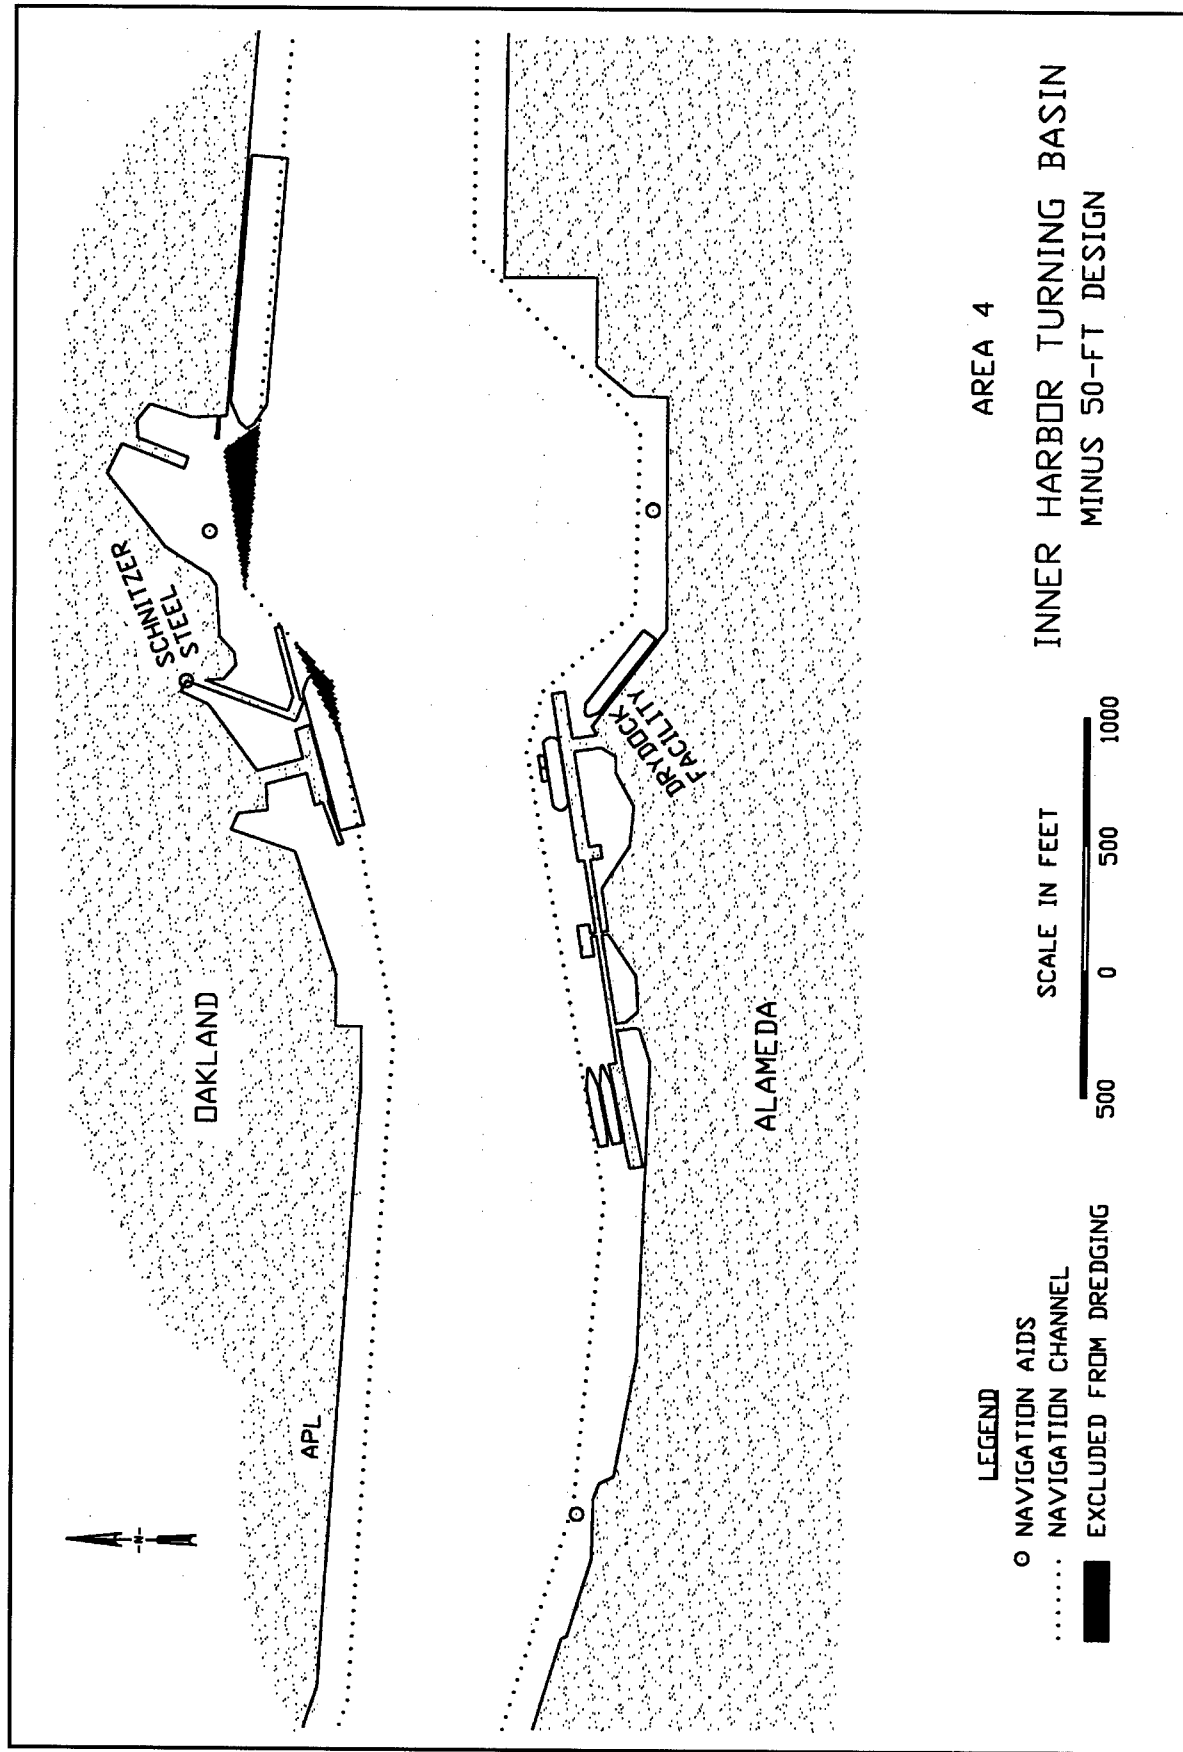 SCHNITZER
STEEL
OAKLAND
APL
N
DRYDOCK
FACILITY
ALAMEDA
AREA 4
INNER HARBOR TURNING BASIN
MINUS 50-FT DESIGN
SCALE IN FEET
500 0 500 1000
LEGEND
NAVIGATION AIDS
NAVIGATION CHANNEL
EXCLUDED FROM DREDGING